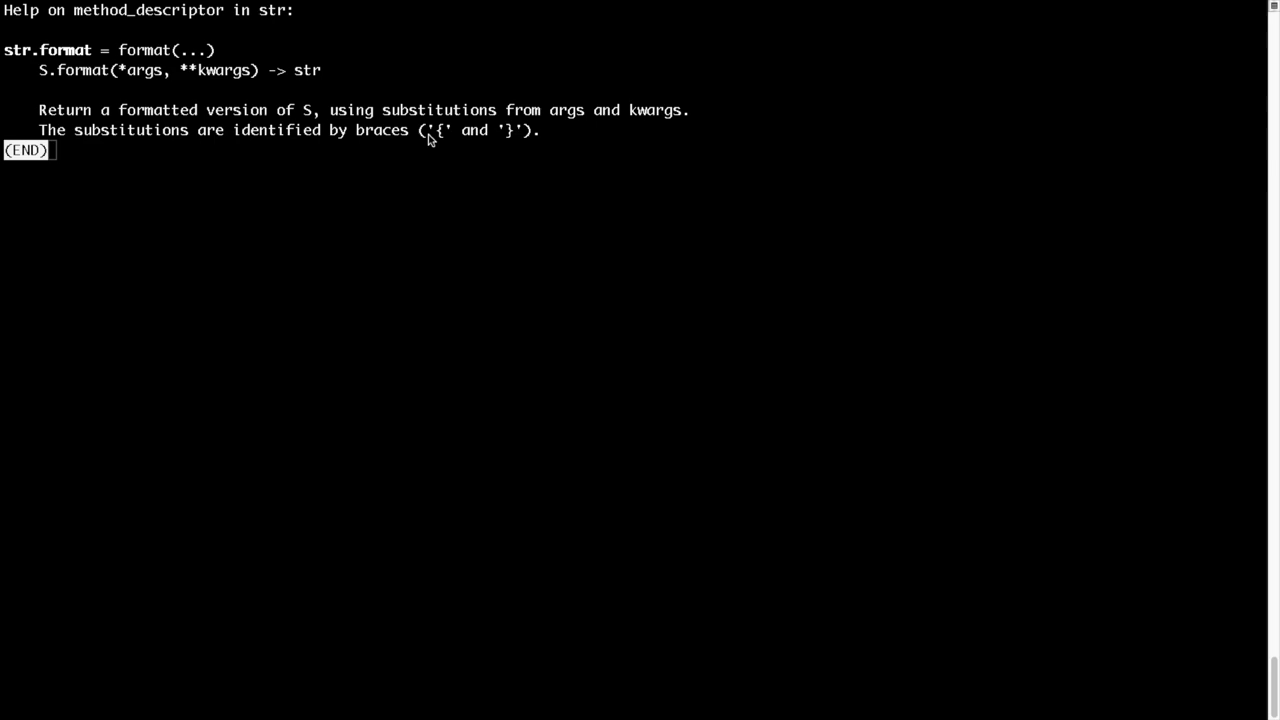 Help on method_descriptor in str:
str.format = format(...)
S.format(*args, **kwargs) -> str
Return a formatted version of S, using substitutions from args and kwargs.
The substitutions are identified by braces ('{' and '}').
(END)